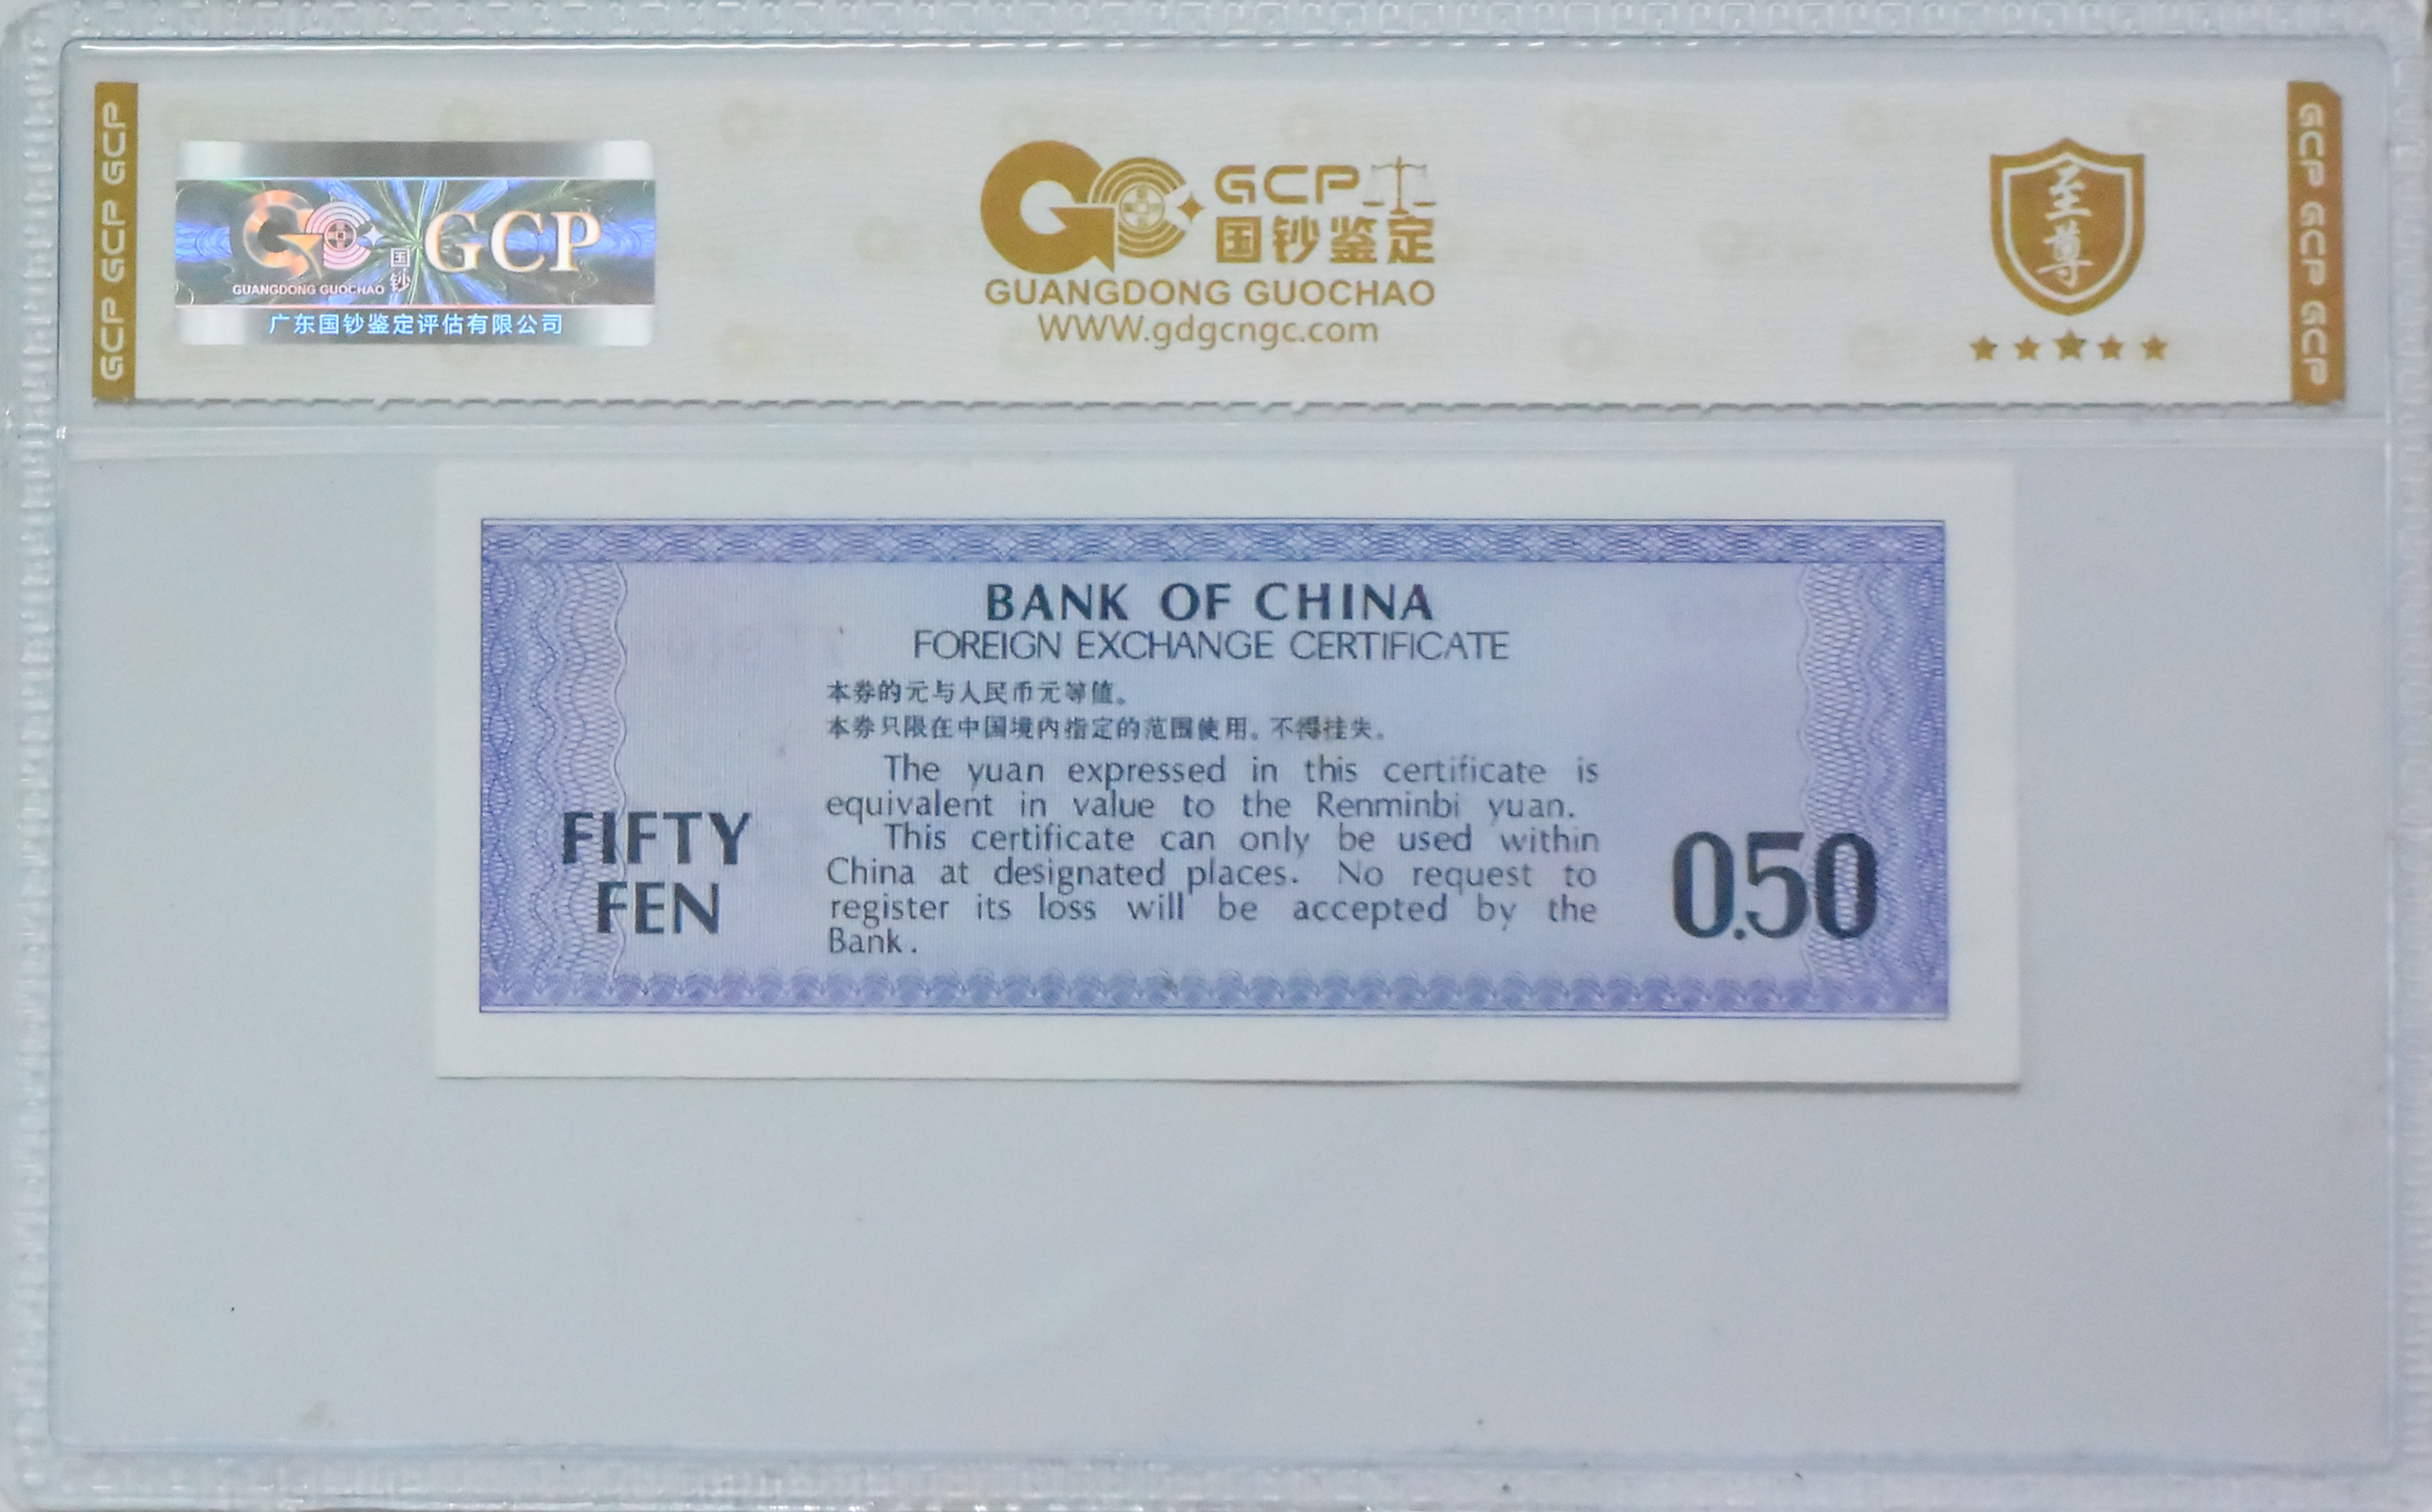 GCP GCP GCP
GC GCP
国钞
GUANGDONG GUOCHAO
广东国钞鉴定评估有限公司
GC GCP
国钞鉴定
GUANGDONG GUOCHAO
WWW.gdgcngc.com
至尊
GCP GCP GCP
BANK OF CHINA
FOREIGN EXCHANGE CERTIFICATE
本券的元与人民币元等值。
本券只限在中国境内指定的范围使用。不得挂失。
The yuan expressed in this certificate is
equivalent in value to the Renminbi yuan.
This certificate can only be used within
China at designated places. No request to
register its loss will be accepted by the
Bank.
FIFTY
FEN
0.50